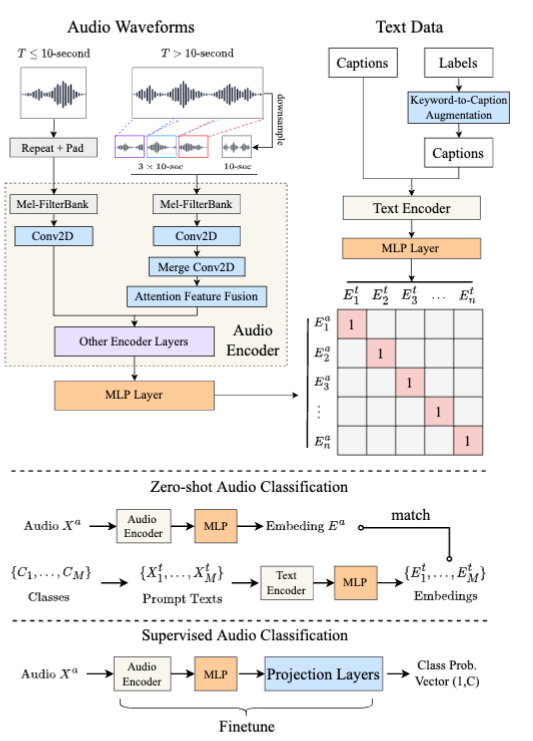 Audio Waveforms
Text Data
T ≤ 10-second
T > 10-second
downsample
3 × 10-sec
10-sec
Repeat + Pad
Mel-FilterBank
Mel-FilterBank
Conv2D
Conv2D
Merge Conv2D
Attention Feature Fusion
Other Encoder Layers
Audio
Encoder
MLP Layer
Captions
Labels
Keyword-to-Caption
Augmentation
Captions
Text Encoder
MLP Layer
E₁ᵗ E₂ᵗ E₃ᵗ … Eₙᵗ
E₁ᵃ 1
E₂ᵃ 1
E₃ᵃ 1
⋮ 1
Eₙᵃ 1
Zero-shot Audio Classification
Audio Xᵃ
Audio
Encoder
MLP
Embeding Eᵃ
match
{C₁, …, C_M}
Classes
{X₁ᵗ, …, X_Mᵗ}
Prompt Texts
Text
Encoder
MLP
{E₁ᵗ, …, E_Mᵗ}
Embedings
Supervised Audio Classification
Audio Xᵃ
Audio
Encoder
MLP
Projection Layers
Class Prob.
Vector (1,C)
Finetune